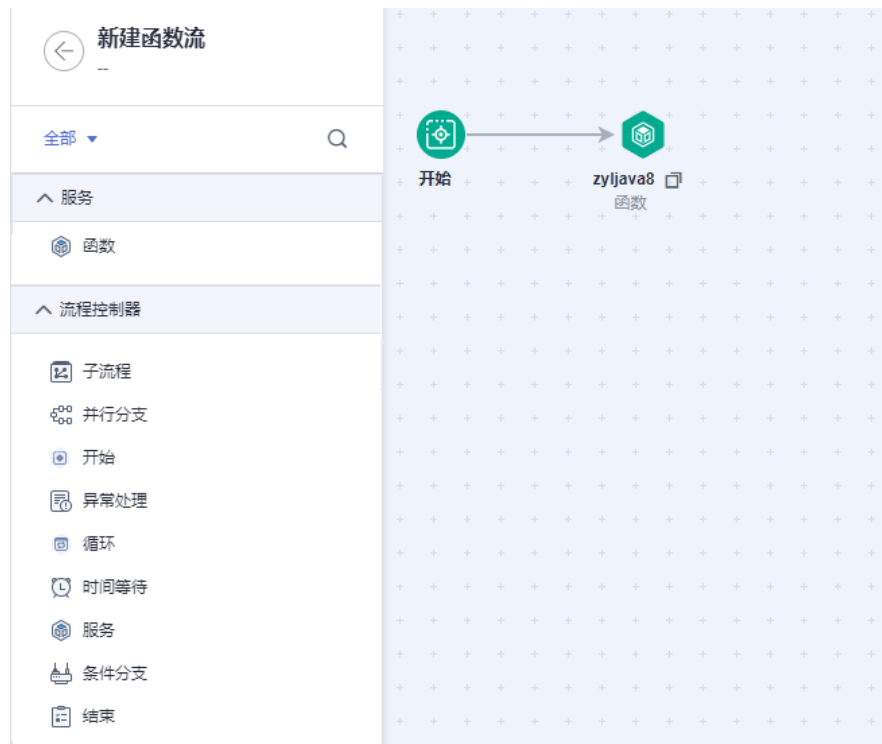 新建函数流
--
全部
服务
函数
流程控制器
子流程
并行分支
开始
异常处理
循环
时间等待
服务
条件分支
结束
开始
zyljava8
函数